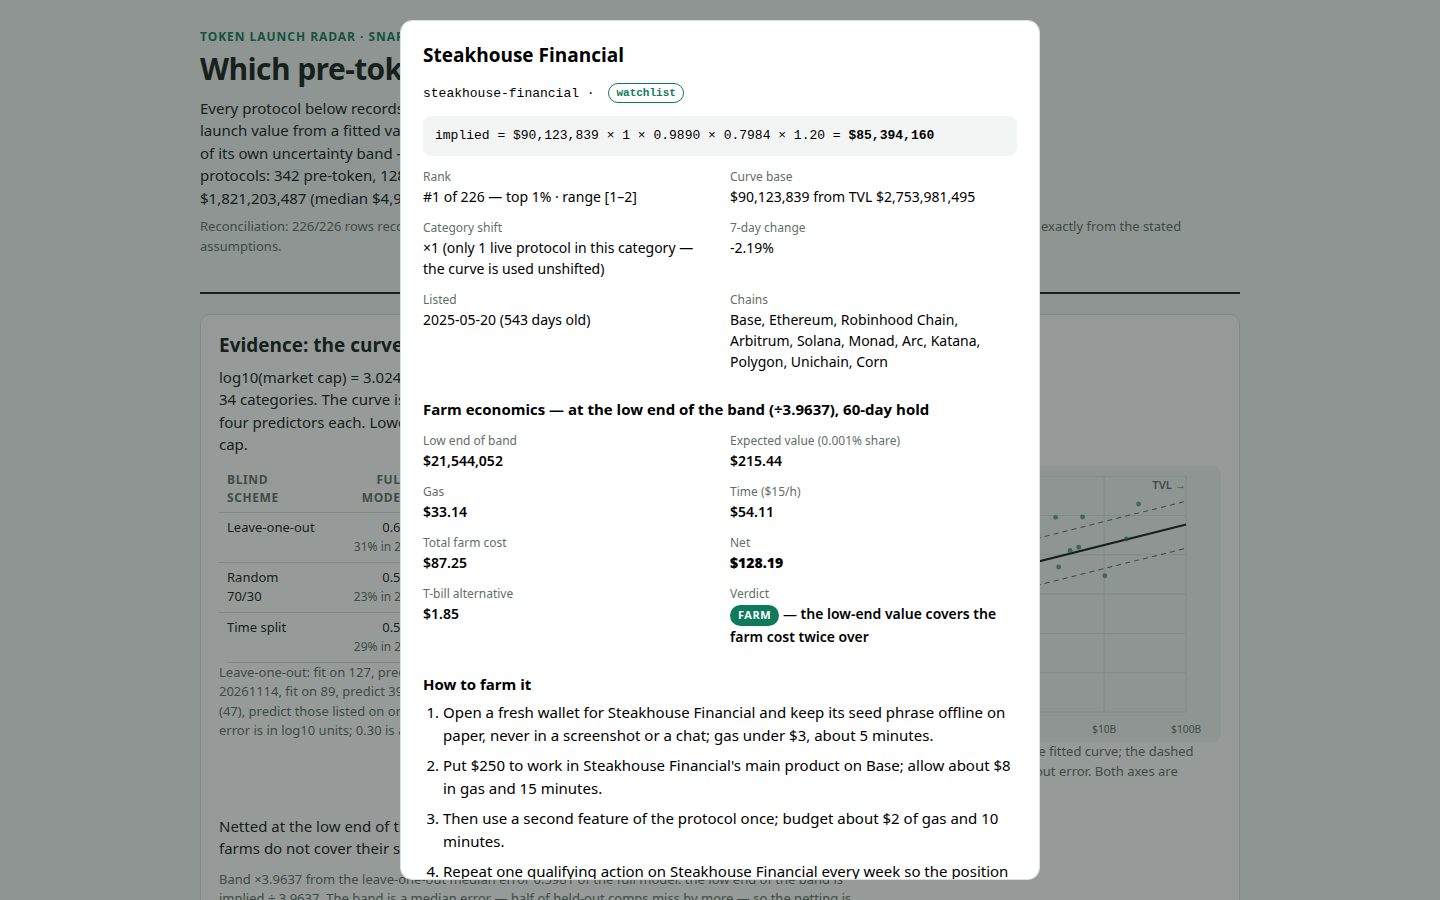 TOKEN LAUNCH RADAR · SNAP
Which pre-tok
Every protocol below records
launch value from a fitted va
of its own uncertainty band -
protocols: 342 pre-token, 128
$1,821,203,487 (median $4,9
Reconciliation: 226/226 rows reco
exactly from the stated
assumptions.
Evidence: the curve
log10(market cap) = 3.024
34 categories. The curve is
four predictors each. Lowe
cap.
BLIND SCHEME
FUL
MODE
Leave-one-out
0.6
31% in 2
Random 70/30
0.5
23% in 2
Time split
0.5
29% in 2
Leave-one-out: fit on 127, pred
20261114, fit on 89, predict 39
(47), predict those listed on or
error is in log10 units; 0.30 is a
TVL →
$10B
$100B
e fitted curve; the dashed
out error. Both axes are
Netted at the low end of t
farms do not cover their s
Band ×3.9637 from the leave-one-out median error 0.5981 of the full model: the low end of the band is
implied ÷ 3.9637. The band is a median error — half of held-out comps miss by more — so the netting is
Steakhouse Financial
steakhouse-financial · watchlist
implied = $90,123,839 × 1 × 0.9890 × 0.7984 × 1.20 = $85,394,160
Rank
#1 of 226 — top 1% · range [1–2]
Curve base
$90,123,839 from TVL $2,753,981,495
Category shift
×1 (only 1 live protocol in this category —
the curve is used unshifted)
7-day change
-2.19%
Listed
2025-05-20 (543 days old)
Chains
Base, Ethereum, Robinhood Chain,
Arbitrum, Solana, Monad, Arc, Katana,
Polygon, Unichain, Corn
Farm economics — at the low end of the band (÷3.9637), 60-day hold
Low end of band
$21,544,052
Expected value (0.001% share)
$215.44
Gas
$33.14
Time ($15/h)
$54.11
Total farm cost
$87.25
Net
$128.19
T-bill alternative
$1.85
Verdict
FARM — the low-end value covers the
farm cost twice over
How to farm it
1. Open a fresh wallet for Steakhouse Financial and keep its seed phrase offline on
paper, never in a screenshot or a chat; gas under $3, about 5 minutes.
2. Put $250 to work in Steakhouse Financial's main product on Base; allow about $8
in gas and 15 minutes.
3. Then use a second feature of the protocol once; budget about $2 of gas and 10
minutes.
4. Repeat one qualifying action on Steakhouse Financial every week so the position